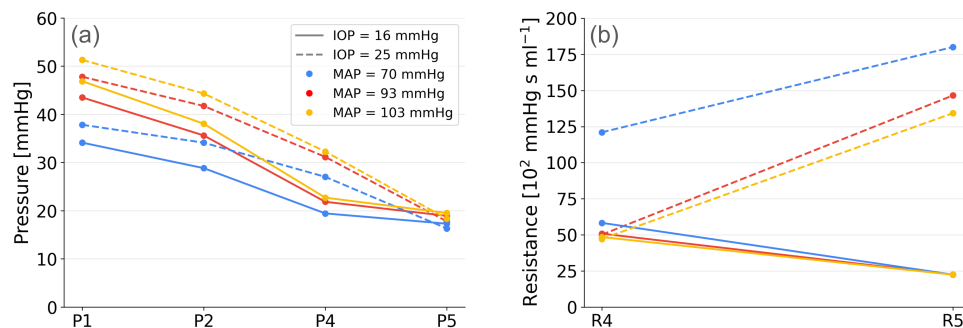 (a)
IOP = 16 mmHg
IOP = 25 mmHg
MAP = 70 mmHg
MAP = 93 mmHg
MAP = 103 mmHg
Pressure [mmHg]
60
50
40
30
20
10
0
P1 P2 P4 P5
(b)
Resistance [10² mmHg s ml⁻¹]
200
175
150
125
100
75
50
25
0
R4 R5